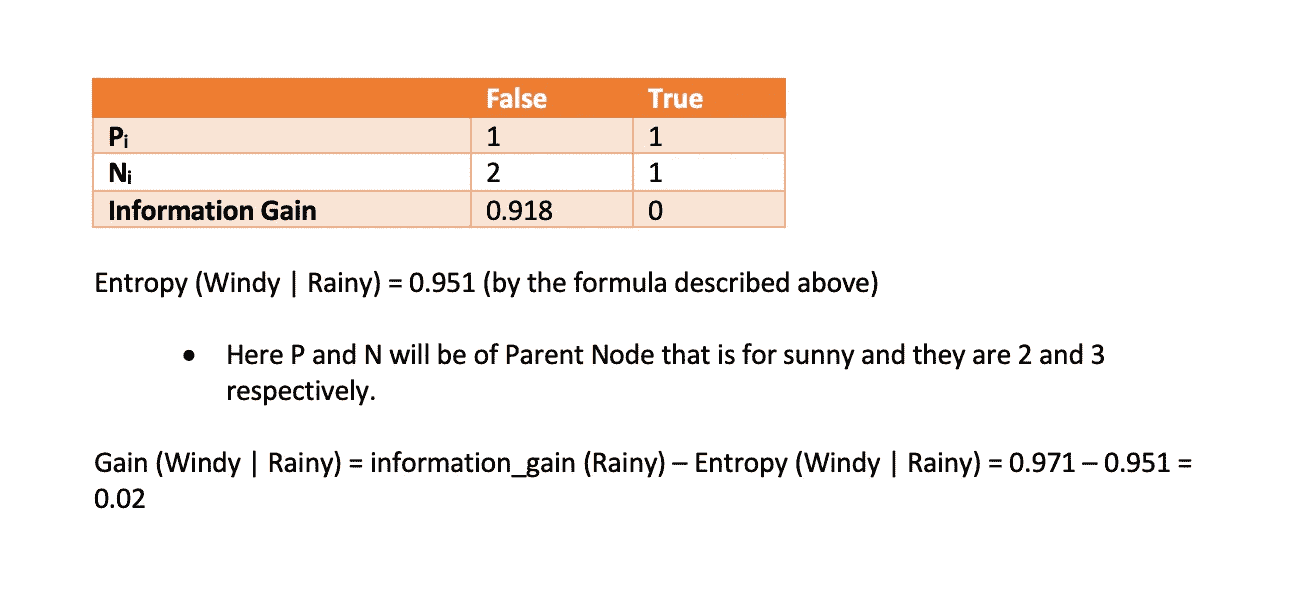 False True
Pi 1 1
Ni 2 1
Information Gain 0.918 0
Entropy (Windy | Rainy) = 0.951 (by the formula described above)
• Here P and N will be of Parent Node that is for sunny and they are 2 and 3
respectively.
Gain (Windy | Rainy) = information_gain (Rainy) – Entropy (Windy | Rainy) = 0.971 – 0.951 =
0.02